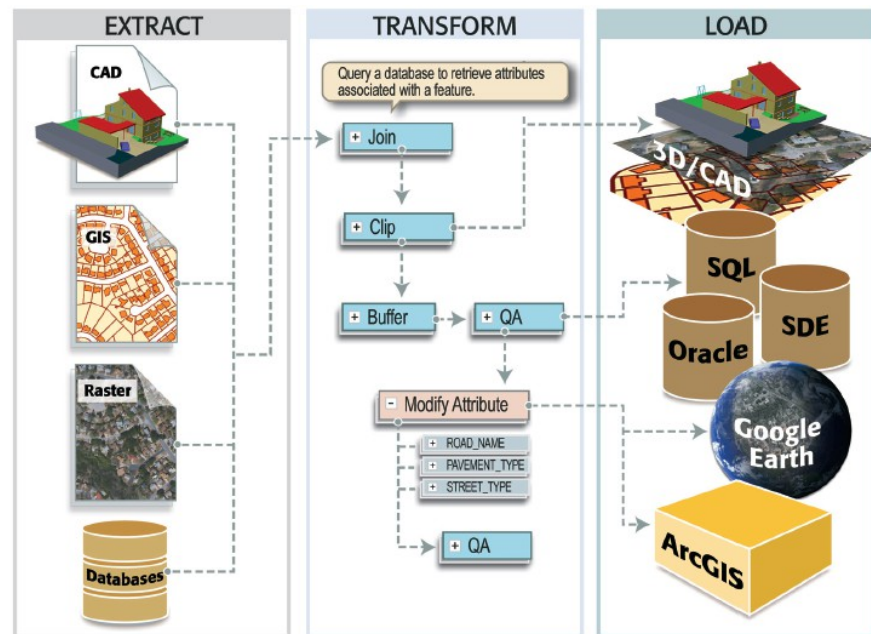 EXTRACT
CAD
GIS
Raster
Databases
TRANSFORM
Query a database to retrieve attributes
associated with a feature.
+ Join
+ Clip
+ Buffer
+ QA
− Modify Attribute
+ ROAD_NAME
+ PAVEMENT_TYPE
+ STREET_TYPE
+ QA
LOAD
3D/CAD
SQL
SDE
Oracle
Google
Earth
ArcGIS